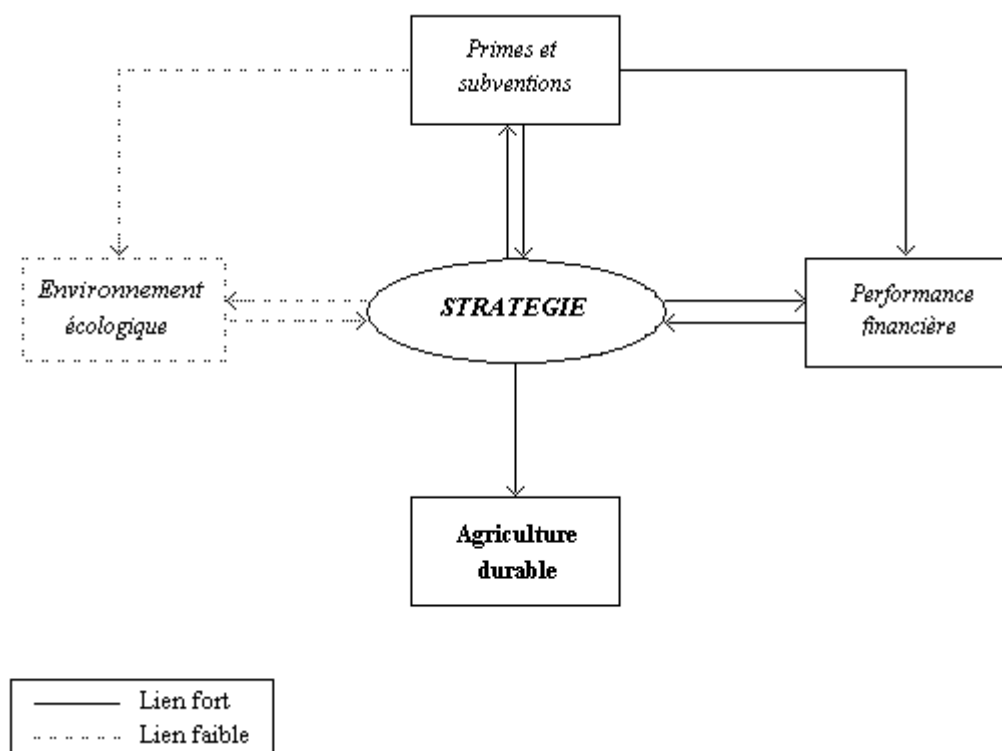 Primes et
subventions
Environnement
écologique
STRATEGIE
Performance
financière
Agriculture
durable
Lien fort
Lien faible